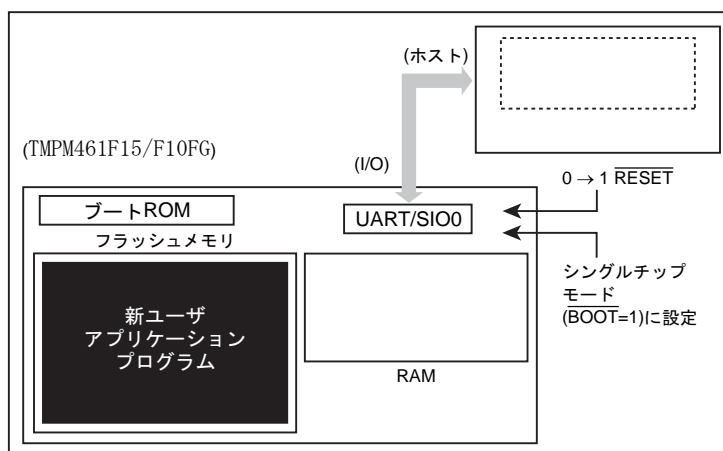 (ホスト)
(TMPM461F15/F10FG)
(I/O)
0 → 1 RESET
ブートROM
UART/SIO0
フラッシュメモリ
シングルチップ
モード
(BOOT=1)に設定
新ユーザ
アプリケーション
プログラム
RAM